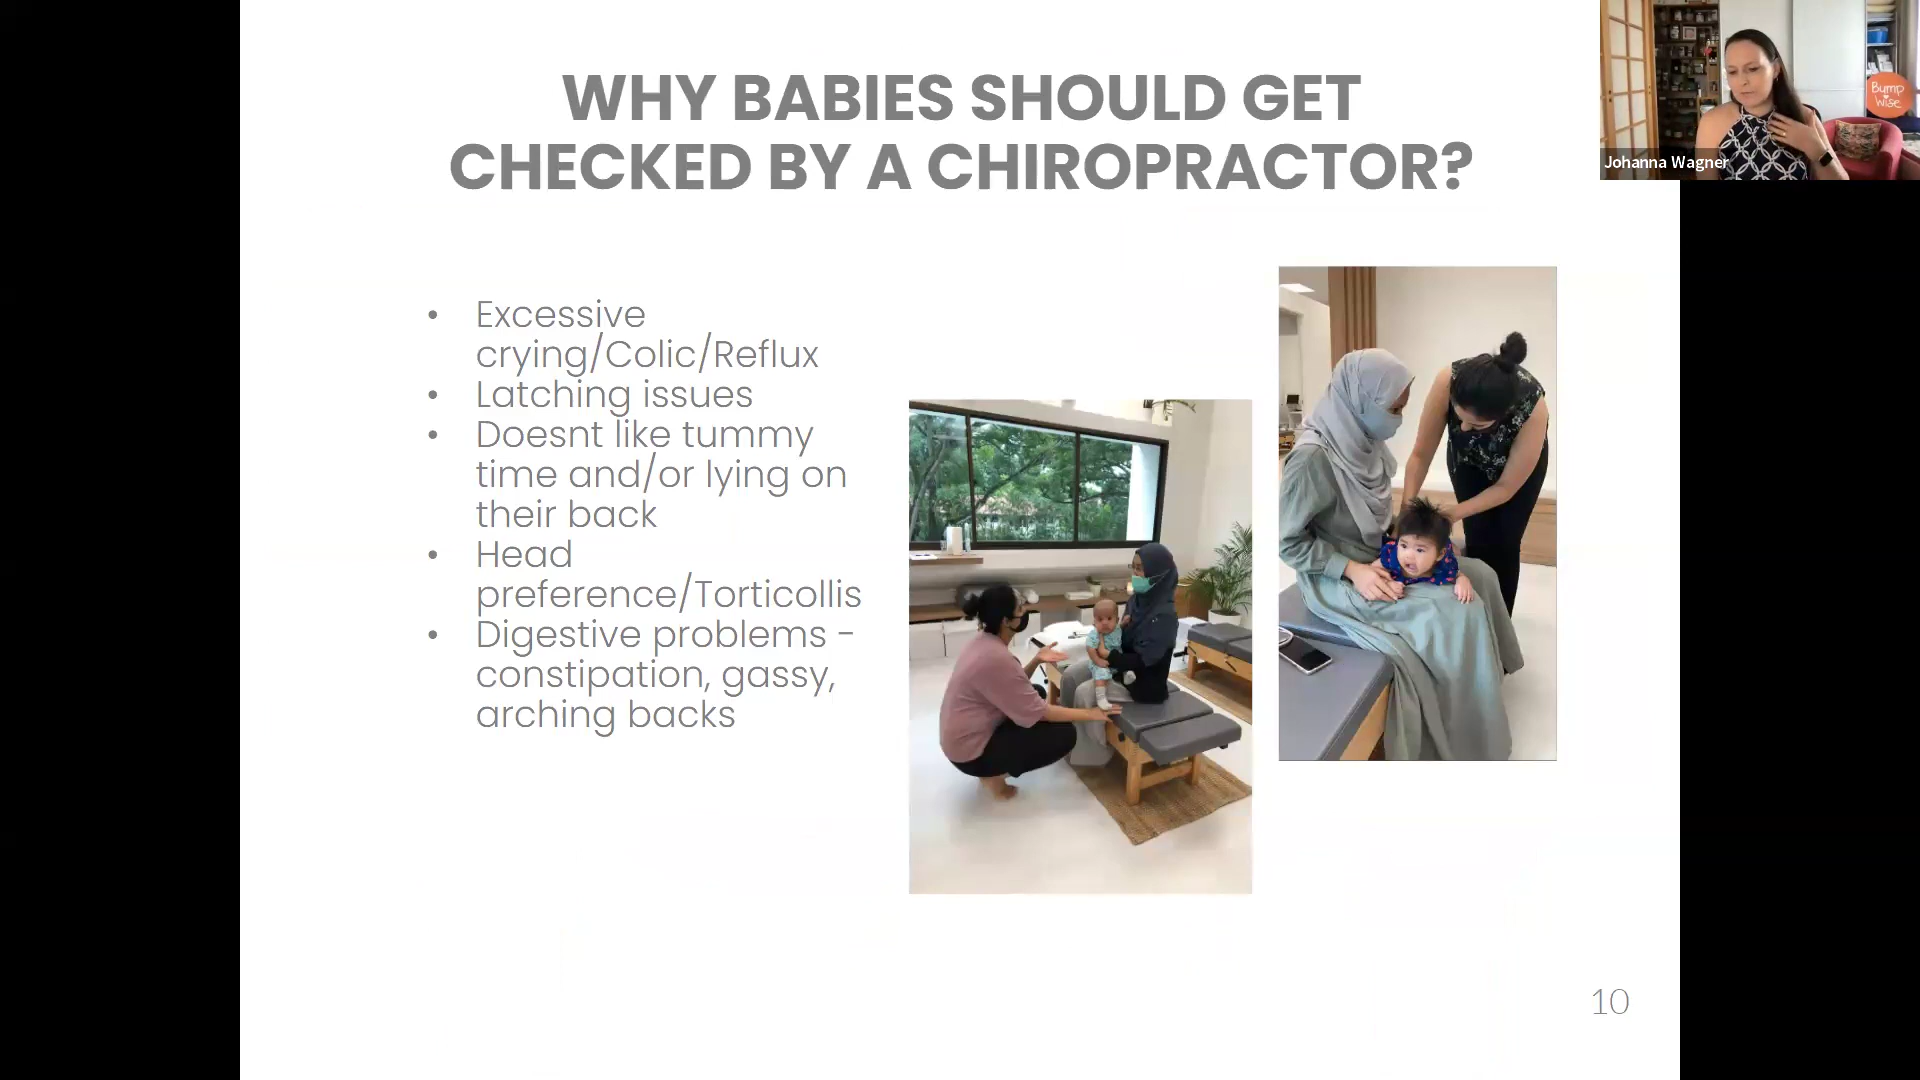 WHY BABIES SHOULD GET
CHECKED BY A CHIROPRACTOR?
• Excessive
crying/Colic/Reflux
• Latching issues
• Doesnt like tummy
time and/or lying on
their back
• Head
preference/Torticollis
• Digestive problems -
constipation, gassy,
arching backs
10
Johanna Wagner
Bump
Wise